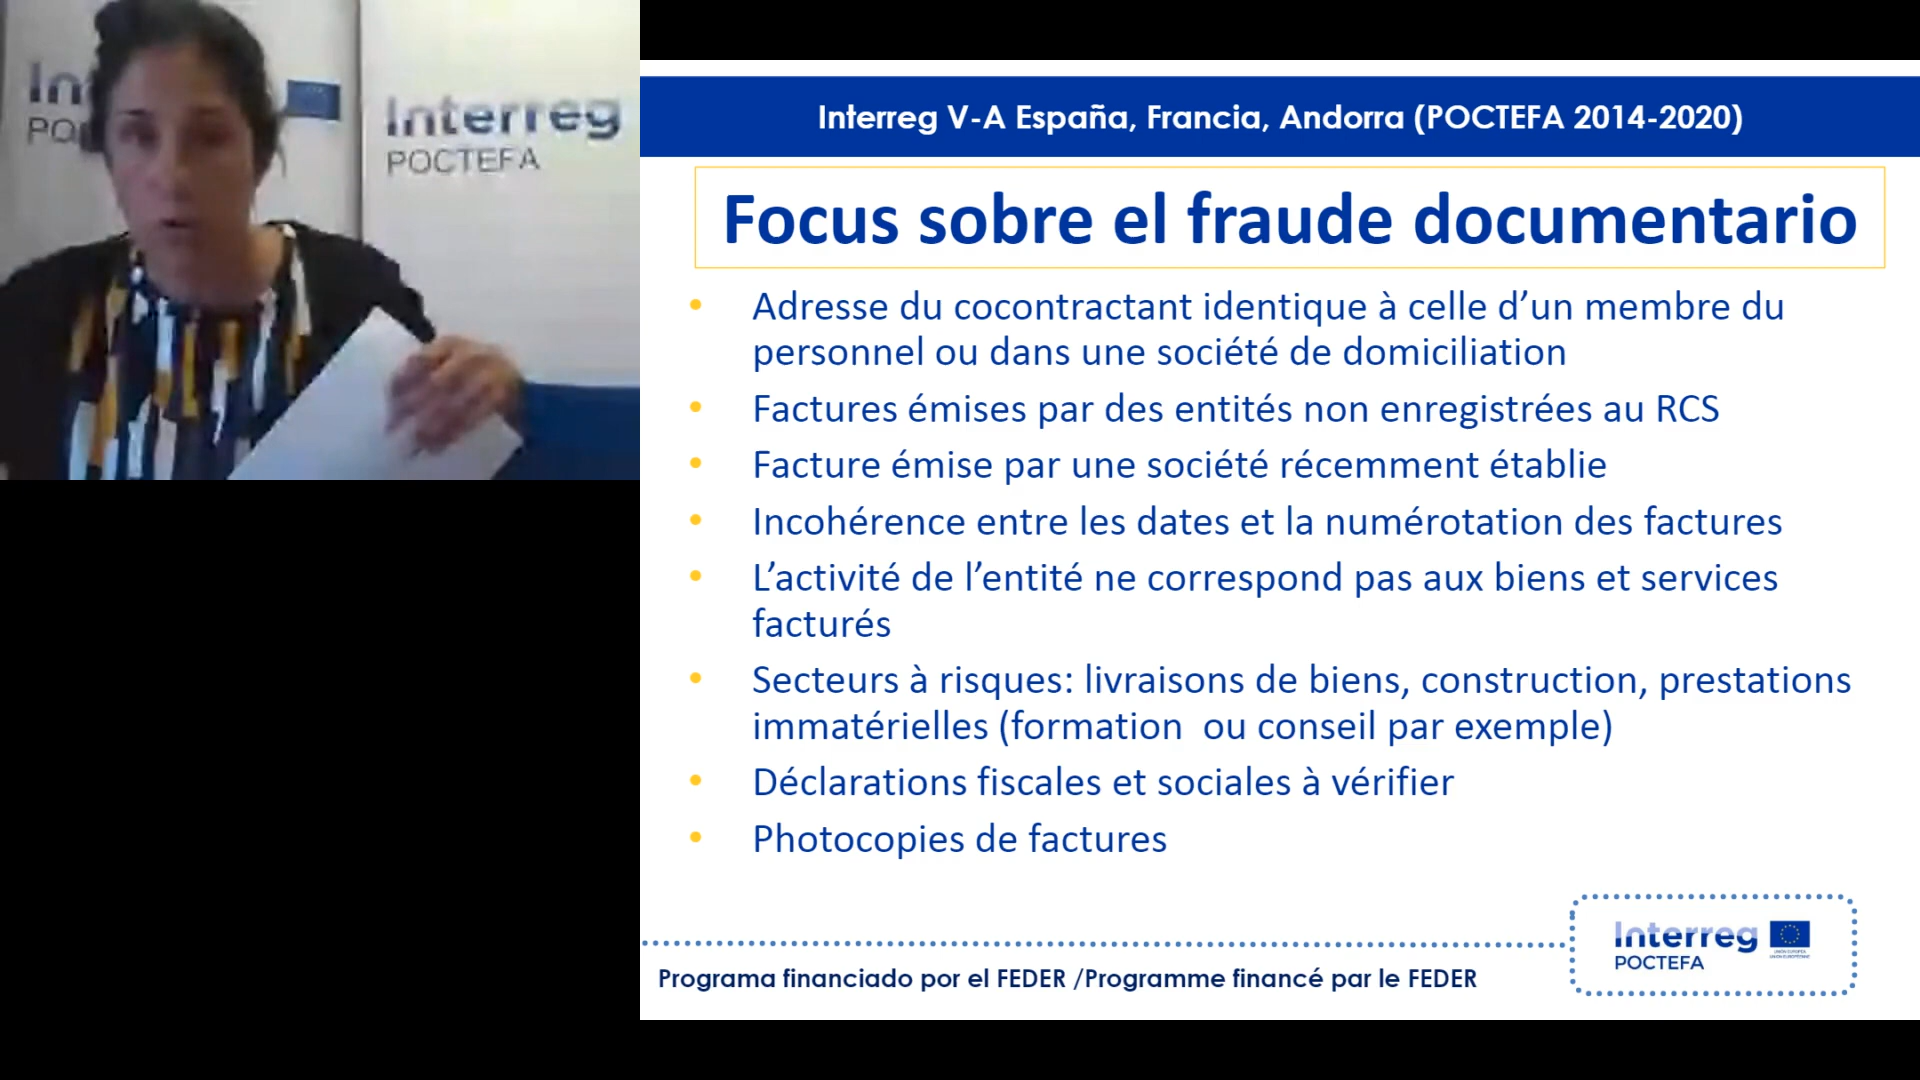 Interreg
POCTEFA
Interreg V-A España, Francia, Andorra (POCTEFA 2014-2020)
Focus sobre el fraude documentario
• Adresse du cocontractant identique à celle d’un membre du
personnel ou dans une société de domiciliation
• Factures émises par des entités non enregistrées au RCS
• Facture émise par une société récemment établie
• Incohérence entre les dates et la numérotation des factures
• L’activité de l’entité ne correspond pas aux biens et services
facturés
• Secteurs à risques: livraisons de biens, construction, prestations
immatérielles (formation  ou conseil par exemple)
• Déclarations fiscales et sociales à vérifier
• Photocopies de factures
Programa financiado por el FEDER /Programme financé par le FEDER
Interreg
POCTEFA